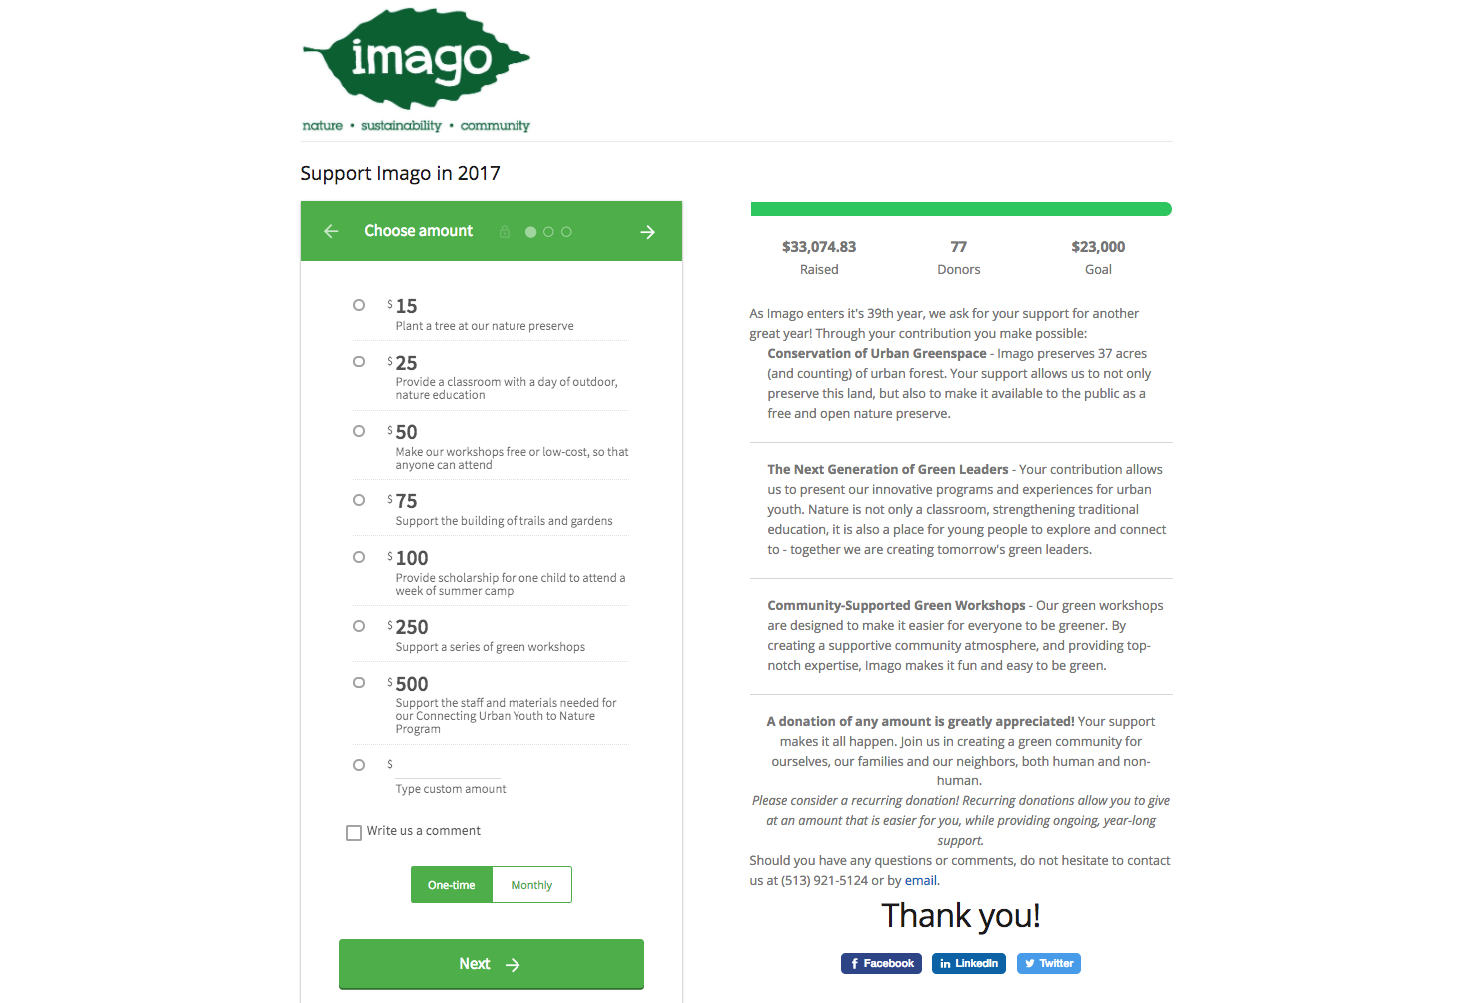 imago
nature • sustainability • community
Support Imago in 2017
Choose amount
$ 15
Plant a tree at our nature preserve
$ 25
Provide a classroom with a day of outdoor,
nature education
$ 50
Make our workshops free or low-cost, so that
anyone can attend
$ 75
Support the building of trails and gardens
$ 100
Provide scholarship for one child to attend a
week of summer camp
$ 250
Support a series of green workshops
$ 500
Support the staff and materials needed for
our Connecting Urban Youth to Nature
Program
$
Type custom amount
Write us a comment
One-time Monthly
Next
$33,074.83 77 $23,000
Raised Donors Goal
As Imago enters it's 39th year, we ask for your support for another
great year! Through your contribution you make possible:
Conservation of Urban Greenspace - Imago preserves 37 acres
(and counting) of urban forest. Your support allows us to not only
preserve this land, but also to make it available to the public as a
free and open nature preserve.
The Next Generation of Green Leaders - Your contribution allows
us to present our innovative programs and experiences for urban
youth. Nature is not only a classroom, strengthening traditional
education, it is also a place for young people to explore and connect
to - together we are creating tomorrow's green leaders.
Community-Supported Green Workshops - Our green workshops
are designed to make it easier for everyone to be greener. By
creating a supportive community atmosphere, and providing top-
notch expertise, Imago makes it fun and easy to be green.
A donation of any amount is greatly appreciated! Your support
makes it all happen. Join us in creating a green community for
ourselves, our families and our neighbors, both human and non-
human.
Please consider a recurring donation! Recurring donations allow you to give
at an amount that is easier for you, while providing ongoing, year-long
support.
Should you have any questions or comments, do not hesitate to contact
us at (513) 921-5124 or by email.
Thank you!
Facebook LinkedIn Twitter